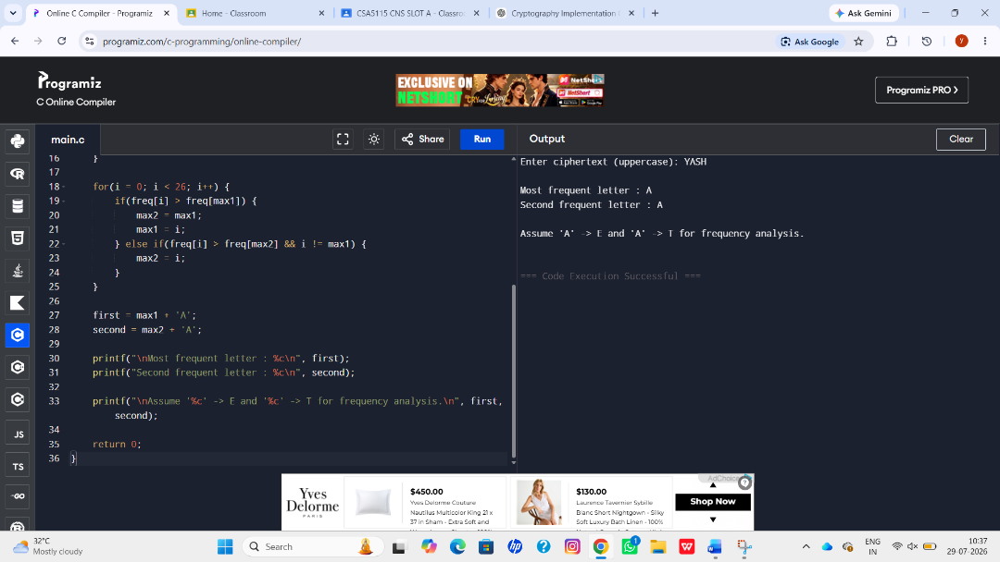 Online C Compiler - Programiz
Home - Classroom
CSA5115 CNS SLOT A - Classro
Cryptography Implementation
Ask Gemini
programiz.com/c-programming/online-compiler/
Ask Google
y
Programiz
C Online Compiler
EXCLUSIVE ON
NETSHORT
NetShort
Programiz PRO
main.c
Share
Run
Output
Clear
16 }
17
18 for(i = 0; i < 26; i++) {
19 if(freq[i] > freq[max1]) {
20 max2 = max1;
21 max1 = i;
22 } else if(freq[i] > freq[max2] && i != max1) {
23 max2 = i;
24 }
25 }
26
27 first = max1 + 'A';
28 second = max2 + 'A';
29
30 printf("\nMost frequent letter : %c\n", first);
31 printf("Second frequent letter : %c\n", second);
32
33 printf("\nAssume '%c' -> E and '%c' -> T for frequency analysis.\n", first,
second);
34
35 return 0;
36 }
Enter ciphertext (uppercase): YASH
Most frequent letter : A
Second frequent letter : A
Assume 'A' -> E and 'A' -> T for frequency analysis.
=== Code Execution Successful ===
JS
TS
GO
Yves
Delorme
PARIS
$450.00
Yves Delorme Couture
Nautilus Multicolor King 21 x
37 in Sham - Extra Soft and
$130.00
Laurence Tavernier Sybille
Blanc Short Nightgown - Silky
Soft Luxury Bath Linen - 100%
AdChoices
Shop Now
32°C
Mostly cloudy
Search
1
ENG
IN
10:37
29-07-2026